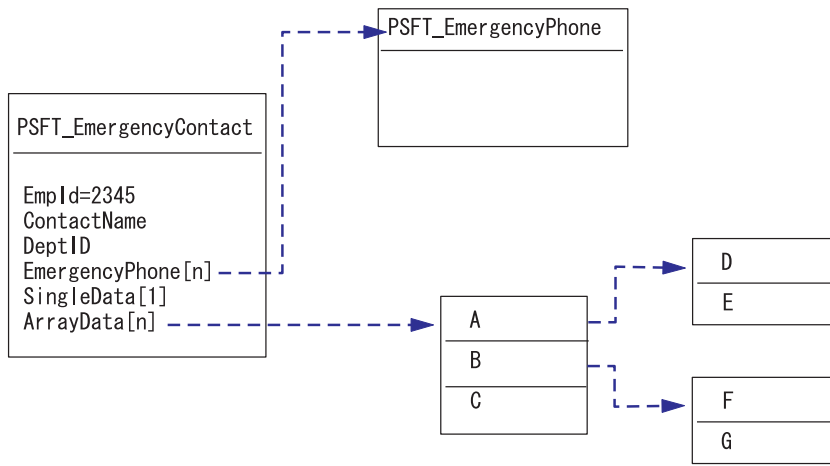 PSFT_EmergencyPhone
PSFT_EmergencyContact
EmpId=2345
ContactName
DeptID
EmergencyPhone[n]
SingleData[1]
ArrayData[n]
A
B
C
D
E
F
G